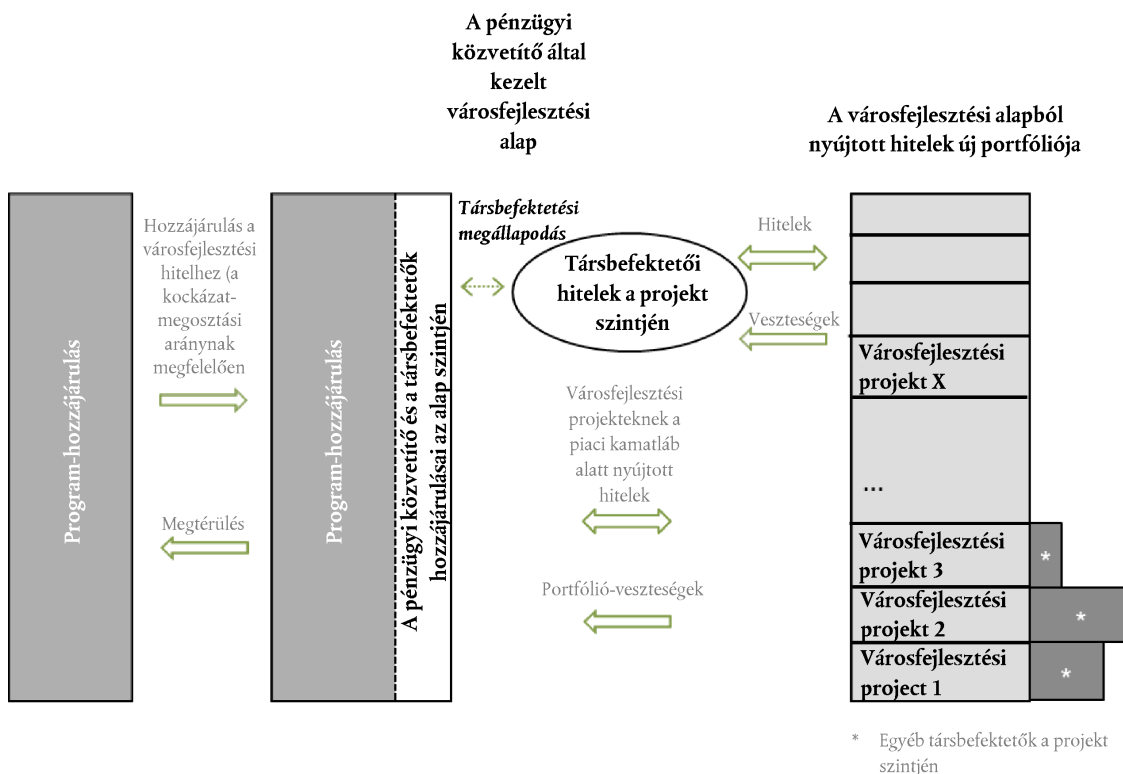 A pénzügyi
közvetítő által
kezelt
városfejlesztési
alap
A városfejlesztési alapból
nyújtott hitelek új portfóliója
Program-hozzájárulás
Hozzájárulás a
városfejlesztési
hitelhez (a
kockázat-
megosztási
aránynak
megfelelően
Megtérülés
Program-hozzájárulás
A pénzügyi közvetítő és a társbefektetők
hozzájárulásai az alap szintjén
Társbefektetési
megállapodás
Társbefektetői
hitelek a projekt
szintjén
Hitelek
Veszteségek
Városfejlesztési
projekteknek a
piaci kamatláb
alatt nyújtott
hitelek
Portfólió-veszteségek
Városfejlesztési
projekt X
...
Városfejlesztési
projekt 3
*
Városfejlesztési
projekt 2
*
Városfejlesztési
project 1
*
* Egyéb társbefektetők a projekt
szintjén